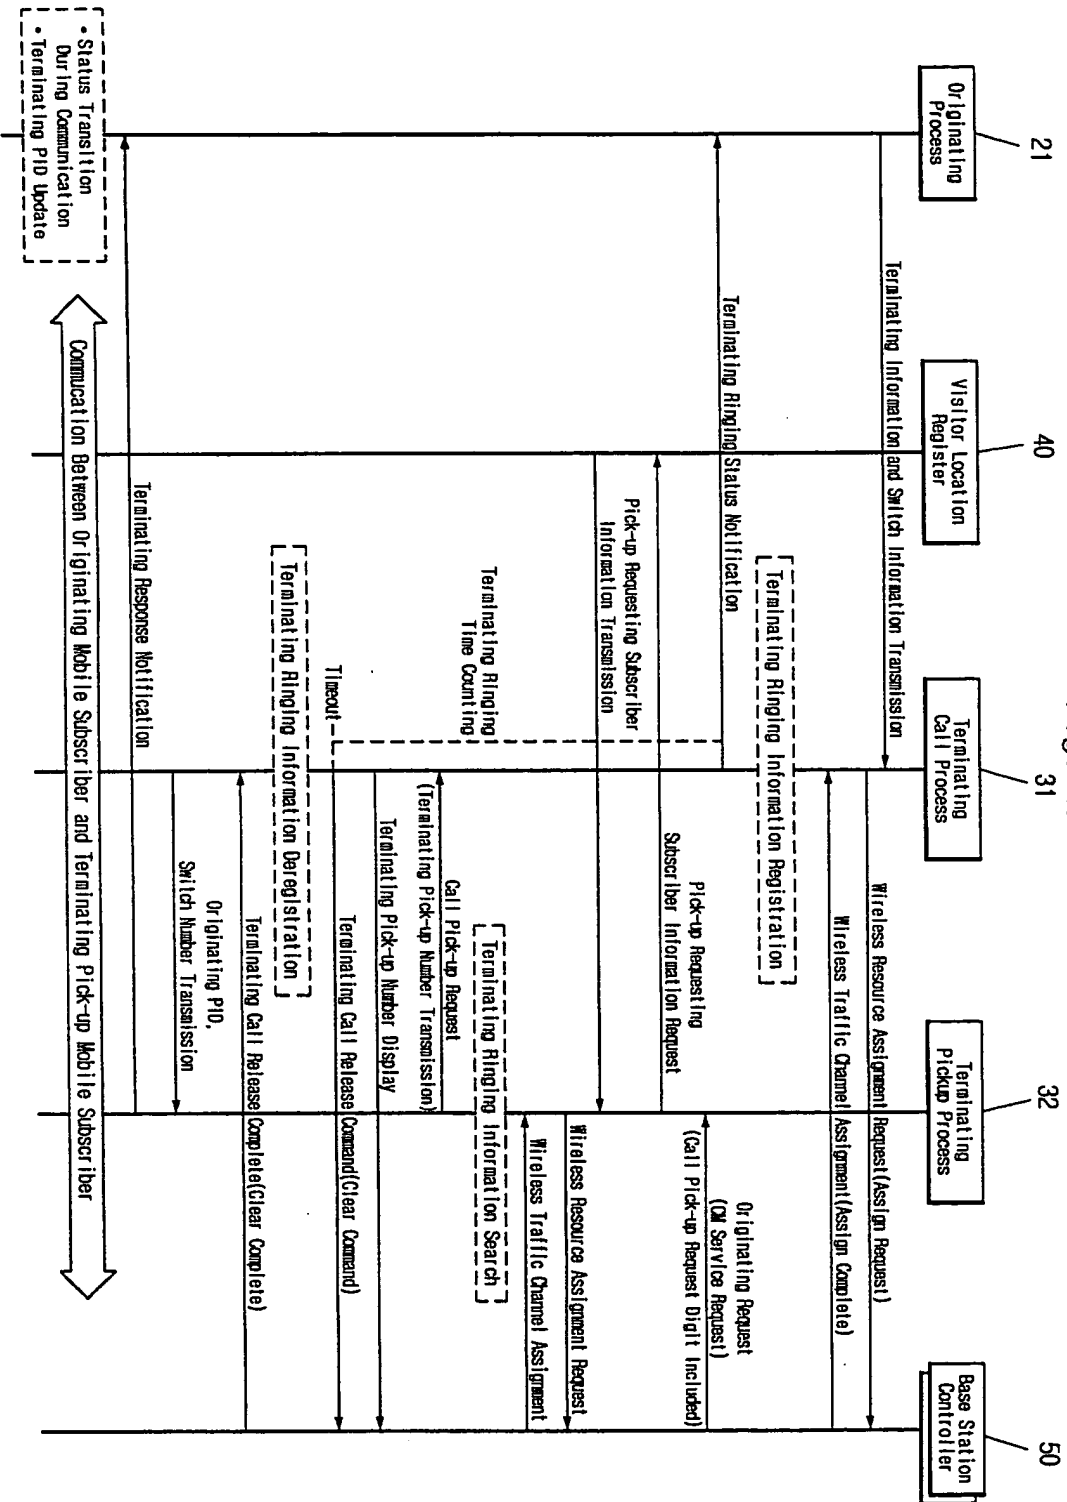 Originating
Process
21
Visitor Location
Register
40
Terminating
Call Process
31
Terminating
Pickup Process
32
Base Station
Controller
50
Terminating Information and Switch Information Transmission
Wireless Resource Assignment Request(Assign Request)
Wireless Traffic Channel Assignment(Assign Complete)
Terminating Ringing Information Registration
Terminating Ringing Status Notification
Originating Request
(CM Service Request)
(Call Pick-up Request Digit Included)
Pick-up Requesting
Subscriber Information Request
Pick-up Requesting Subscriber
Information Transmission
Wireless Resource Assignment Request
Wireless Traffic Channel Assignment
Terminating Ringing Information Search
Terminating Ringing
Time Counting
Call Pick-up Request
(Terminating Pick-up Number Transmission)
Terminating Pick-up Number Display
Timeout
Terminating Call Release Command(Clear Command)
Terminating Ringing Information Deregistration
Terminating Call Release Complete(Clear Complete)
Originating PID,
Switch Number Transmission
Terminating Response Notification
Commucation Between Originating Mobile Subscriber and Terminating Pick-up Mobile Subscriber
• Status Transition
During Communication
• Terminating PID Update